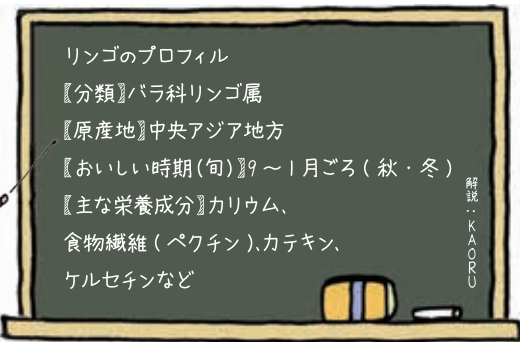 リンゴのプロフィル
〖分類〗バラ科リンゴ属
〖原産地〗中央アジア地方
〖おいしい時期(旬)〗9～1月ごろ(秋・冬)
〖主な栄養成分〗カリウム、
食物繊維(ペクチン)、カテキン、
ケルセチンなど
解説:KAORU